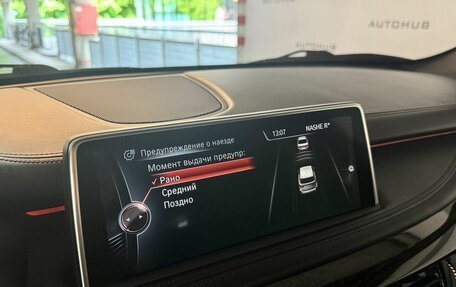 AUTOHUB
13:07
NASHE R*
Предупреждение о наезде
Момент выдачи предупр:
✓ Рано
Средний
Поздно